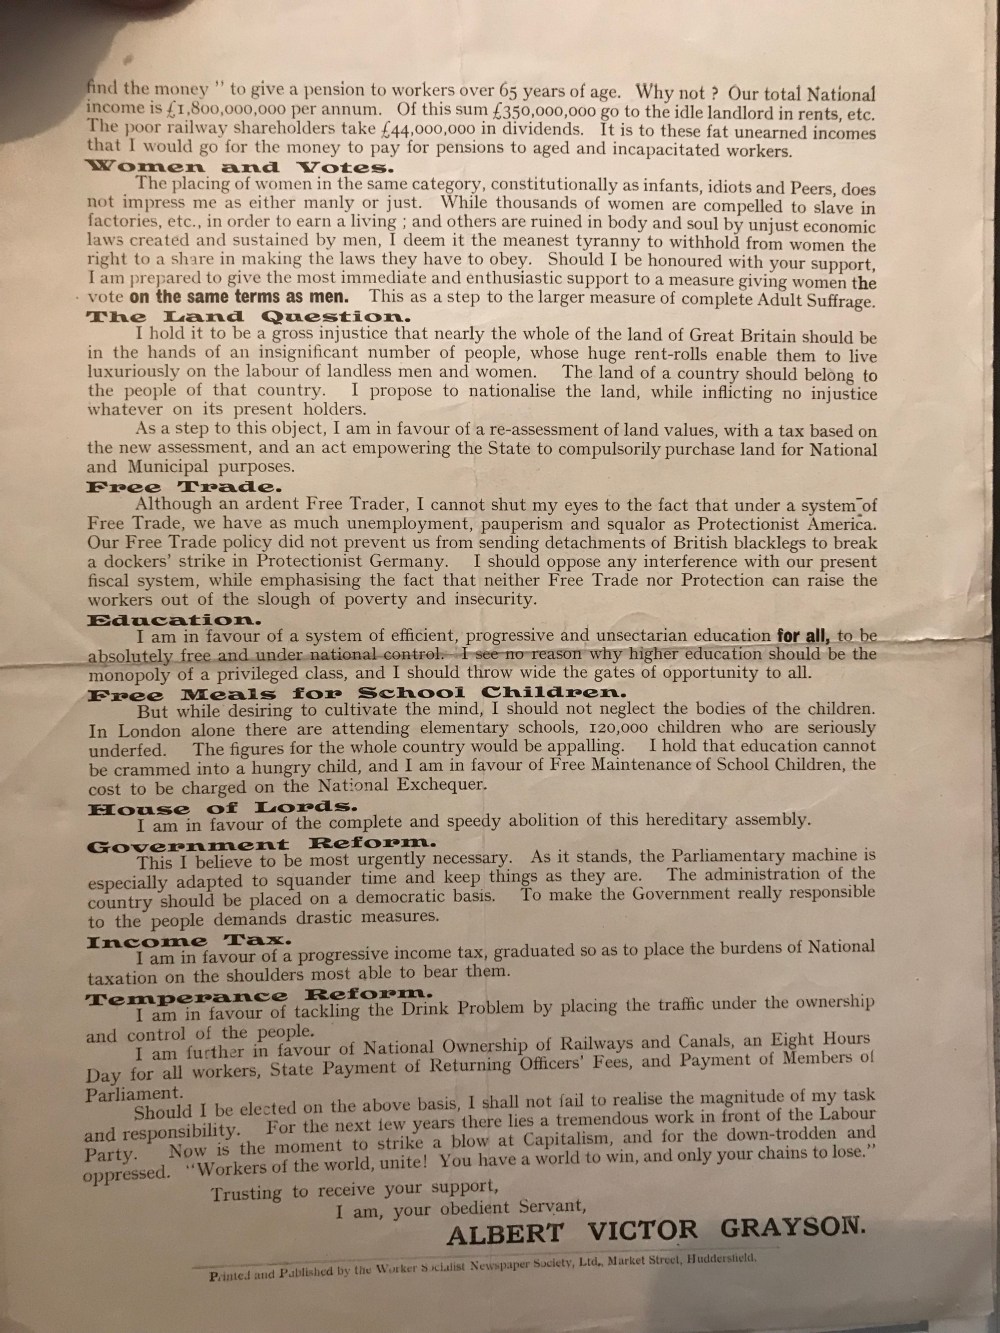 find the money " to give a pension to workers over 65 years of age. Why not ? Our total National
income is £1,800,000,000 per annum. Of this sum £350,000,000 go to the idle landlord in rents, etc.
The poor railway shareholders take £44,000,000 in dividends. It is to these fat unearned incomes
that I would go for the money to pay for pensions to aged and incapacitated workers.
Women and Votes.
The placing of women in the same category, constitutionally as infants, idiots and Peers, does
not impress me as either manly or just. While thousands of women are compelled to slave in
factories, etc., in order to earn a living ; and others are ruined in body and soul by unjust economic
laws created and sustained by men, I deem it the meanest tyranny to withhold from women the
right to a share in making the laws they have to obey. Should I be honoured with your support,
I am prepared to give the most immediate and enthusiastic support to a measure giving women the
vote on the same terms as men. This as a step to the larger measure of complete Adult Suffrage.
The Land Question.
I hold it to be a gross injustice that nearly the whole of the land of Great Britain should be
in the hands of an insignificant number of people, whose huge rent-rolls enable them to live
luxuriously on the labour of landless men and women. The land of a country should belong to
the people of that country. I propose to nationalise the land, while inflicting no injustice
whatever on its present holders.
As a step to this object, I am in favour of a re-assessment of land values, with a tax based on
the new assessment, and an act empowering the State to compulsorily purchase land for National
and Municipal purposes.
Free Trade.
Although an ardent Free Trader, I cannot shut my eyes to the fact that under a system of
Free Trade, we have as much unemployment, pauperism and squalor as Protectionist America.
Our Free Trade policy did not prevent us from sending detachments of British blacklegs to break
a dockers' strike in Protectionist Germany. I should oppose any interference with our present
fiscal system, while emphasising the fact that neither Free Trade nor Protection can raise the
workers out of the slough of poverty and insecurity.
Education.
I am in favour of a system of efficient, progressive and unsectarian education for all, to be
absolutely free and under national control. I see no reason why higher education should be the
monopoly of a privileged class, and I should throw wide the gates of opportunity to all.
Free Meals for School Children.
But while desiring to cultivate the mind, I should not neglect the bodies of the children.
In London alone there are attending elementary schools, 120,000 children who are seriously
underfed. The figures for the whole country would be appalling. I hold that education cannot
be crammed into a hungry child, and I am in favour of Free Maintenance of School Children, the
cost to be charged on the National Exchequer.
House of Lords.
I am in favour of the complete and speedy abolition of this hereditary assembly.
Government Reform.
This I believe to be most urgently necessary. As it stands, the Parliamentary machine is
especially adapted to squander time and keep things as they are. The administration of the
country should be placed on a democratic basis. To make the Government really responsible
to the people demands drastic measures.
Income Tax.
I am in favour of a progressive income tax, graduated so as to place the burdens of National
taxation on the shoulders most able to bear them.
Temperance Reform.
I am in favour of tackling the Drink Problem by placing the traffic under the ownership
and control of the people.
I am further in favour of National Ownership of Railways and Canals, an Eight Hours
Day for all workers, State Payment of Returning Officers' Fees, and Payment of Members of
Parliament.
Should I be elected on the above basis, I shall not fail to realise the magnitude of my task
and responsibility. For the next few years there lies a tremendous work in front of the Labour
Party. Now is the moment to strike a blow at Capitalism, and for the down-trodden and
oppressed. "Workers of the world, unite! You have a world to win, and only your chains to lose."
Trusting to receive your support,
I am, your obedient Servant,
ALBERT VICTOR GRAYSON.
Printed and Published by the Worker Socialist Newspaper Society, Ltd., Market Street, Huddersfield.